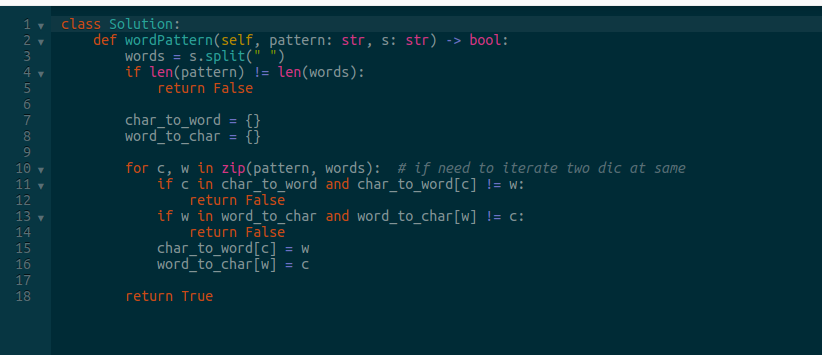 1 class Solution:
2     def wordPattern(self, pattern: str, s: str) -> bool:
3         words = s.split(" ")
4         if len(pattern) != len(words):
5             return False
6
7         char_to_word = {}
8         word_to_char = {}
9
10         for c, w in zip(pattern, words):  # if need to iterate two dic at same
11             if c in char_to_word and char_to_word[c] != w:
12                 return False
13             if w in word_to_char and word_to_char[w] != c:
14                 return False
15             char_to_word[c] = w
16             word_to_char[w] = c
17
18         return True